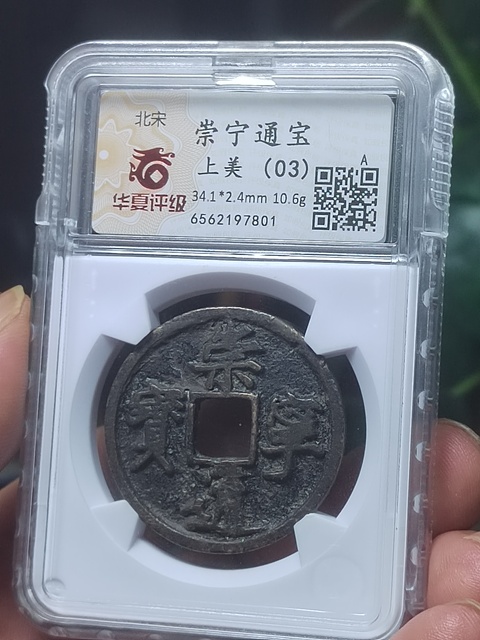 北宋
华夏评级
崇宁通宝
上美 (03)
A
34.1*2.4mm 10.6g
6562197801
崇
寧
通
寳